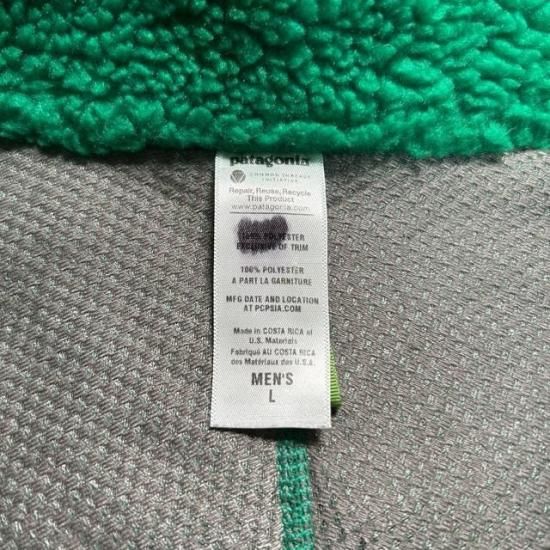 patagonia
COMMON THREADS
INITIATIVE
Repair, Reuse, Recycle
This Product
www.patagonia.com
100% POLYESTER
EXCLUSIVE OF TRIM
100% POLYESTER
A PART LA GARNITURE
MFG DATE AND LOCATION
AT PCPSIA.COM
Made in COSTA RICA of
U.S. Materials
Fabriqué AU COSTA RICA
des Matériaux des U.S.A.
MEN'S
L